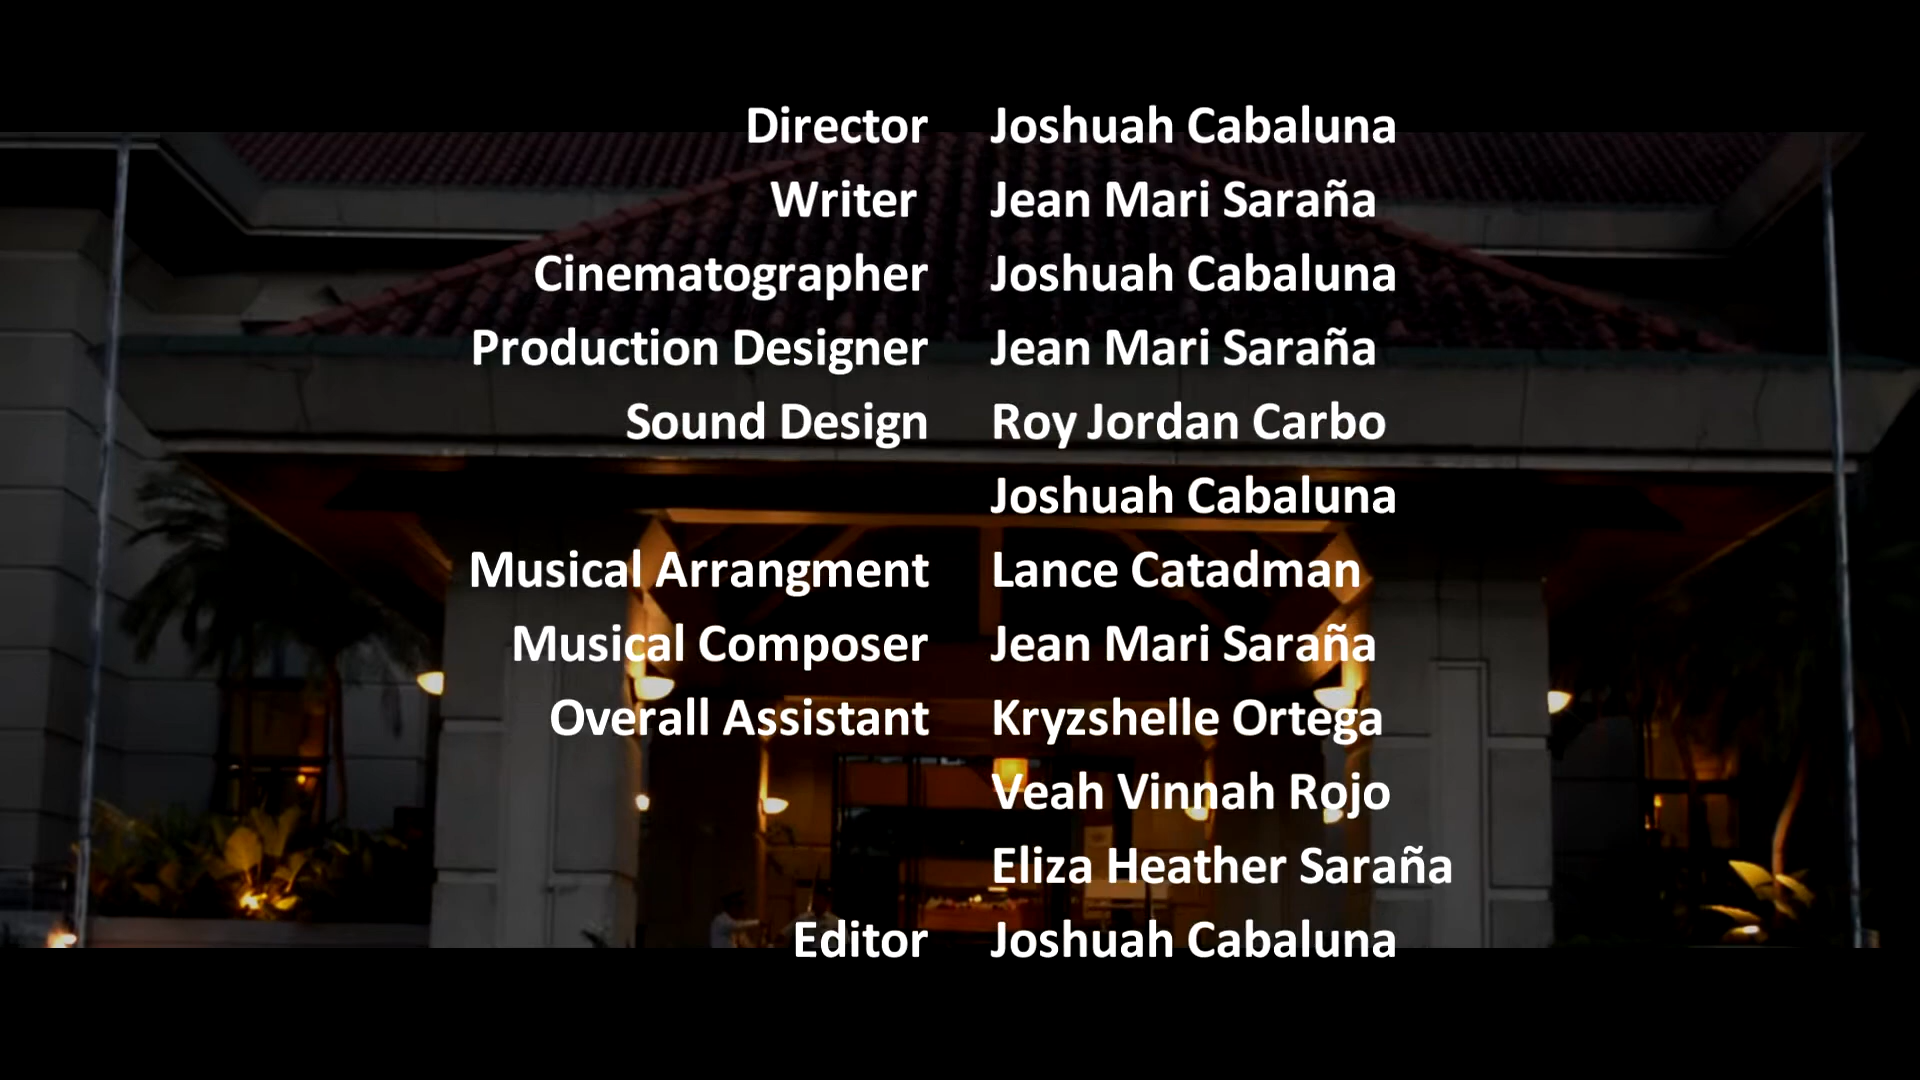 Director Joshuah Cabaluna
Writer Jean Mari Saraña
Cinematographer Joshuah Cabaluna
Production Designer Jean Mari Saraña
Sound Design Roy Jordan Carbo
Joshuah Cabaluna
Musical Arrangment Lance Catadman
Musical Composer Jean Mari Saraña
Overall Assistant Kryzshelle Ortega
Veah Vinnah Rojo
Eliza Heather Saraña
Editor Joshuah Cabaluna